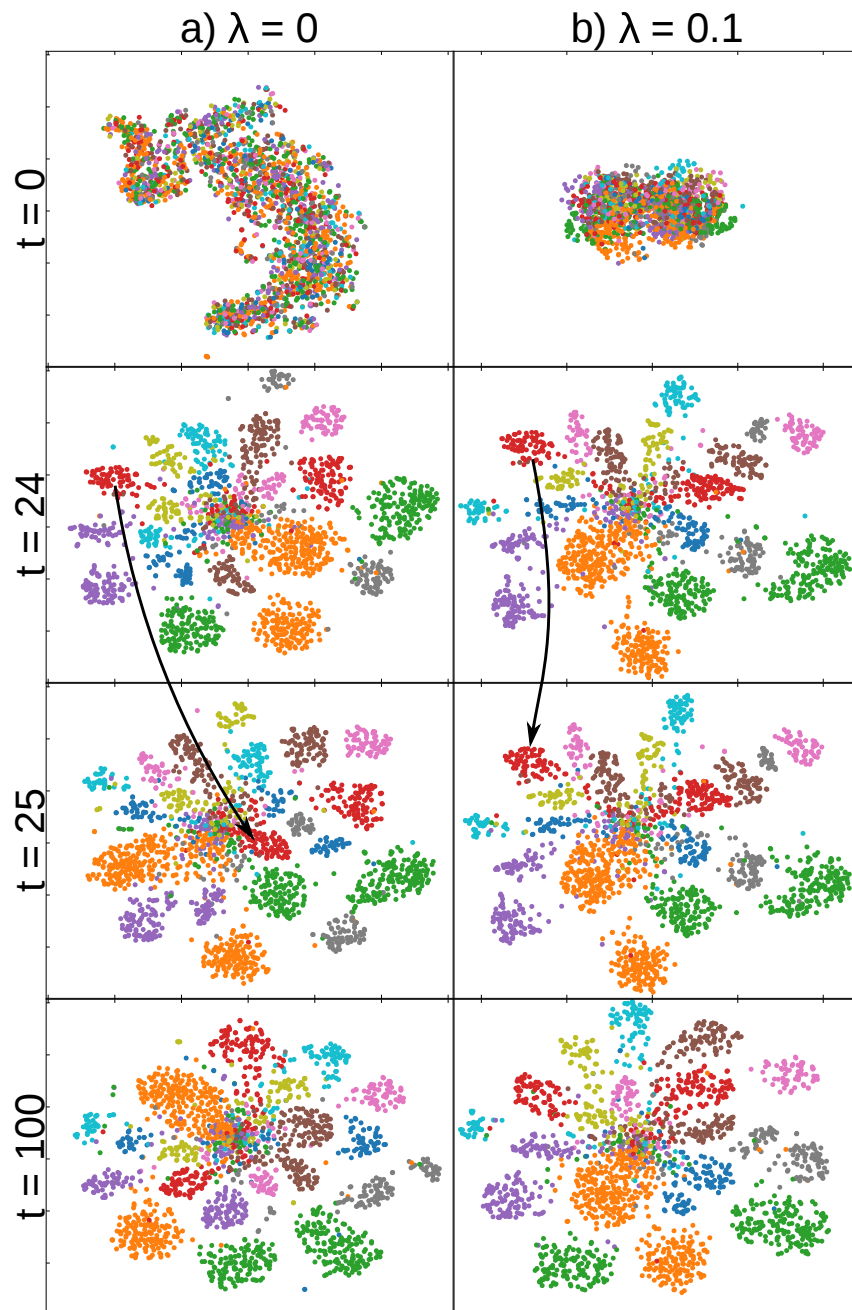 a) λ = 0
b) λ = 0.1
t = 0
t = 24
t = 25
t = 100